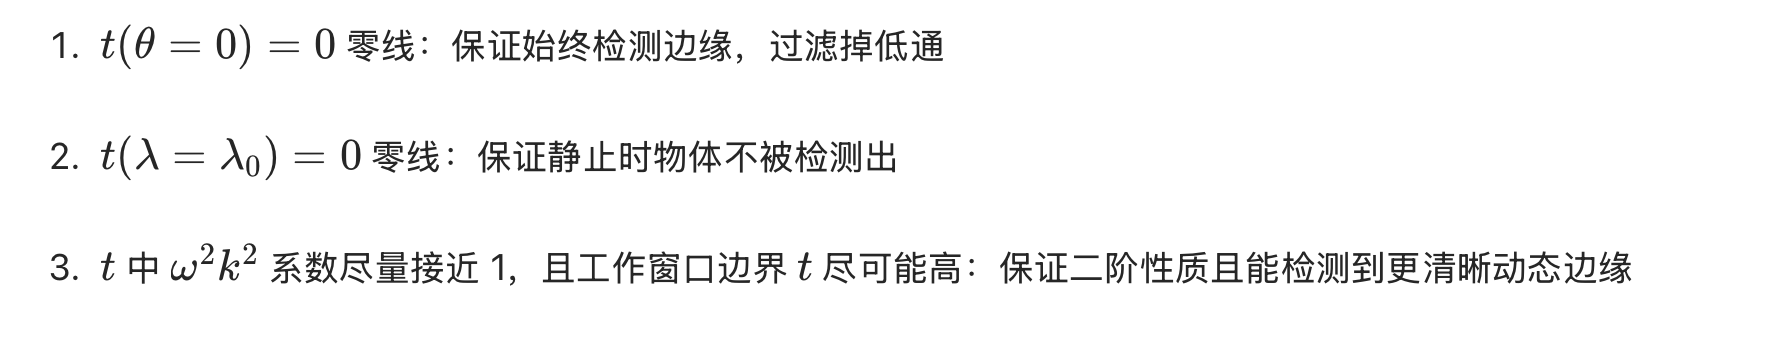 1. t(θ = 0) = 0 零线：保证始终检测边缘，过滤掉低通
2. t(λ = λ₀) = 0 零线：保证静止时物体不被检测出
3. t 中 ω²k² 系数尽量接近 1，且工作窗口边界 t 尽可能高：保证二阶性质且能检测到更清晰动态边缘